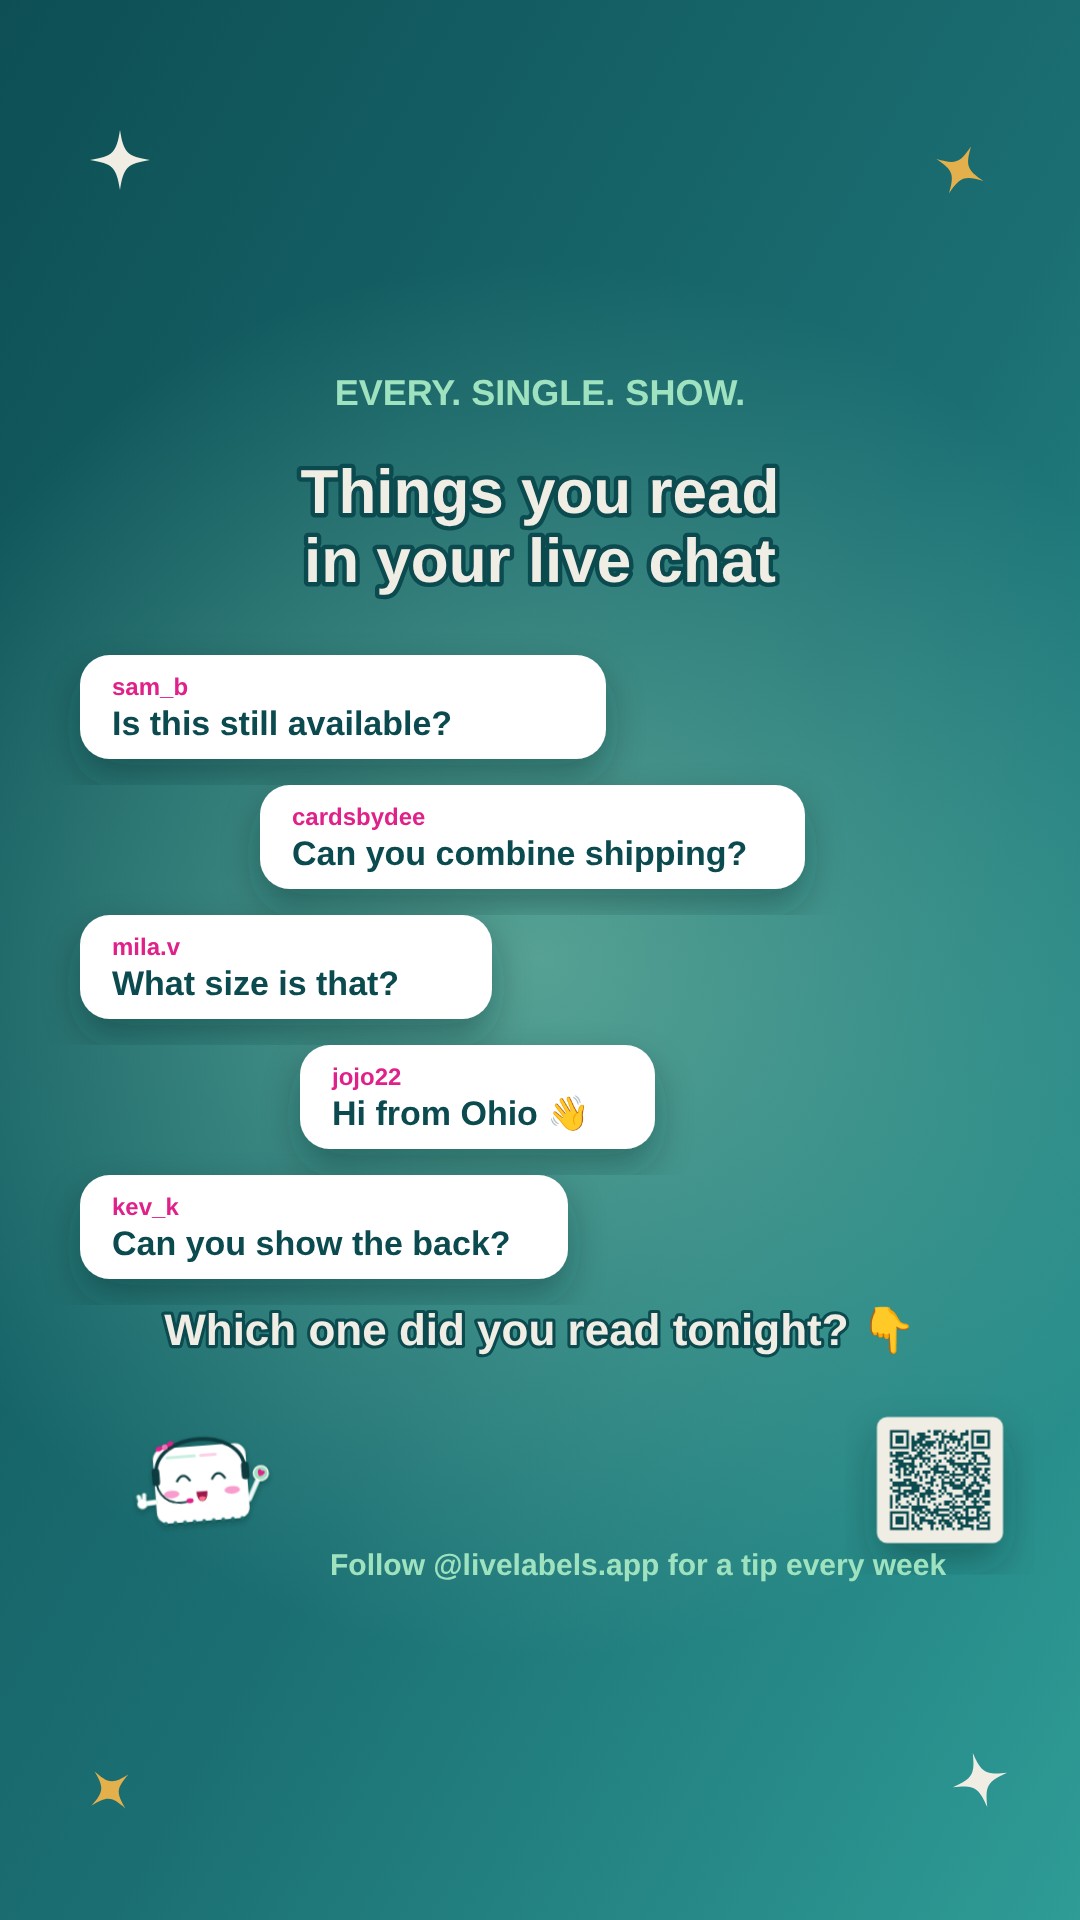 EVERY. SINGLE. SHOW.
Things you read
in your live chat
sam_b
Is this still available?
cardsbydee
Can you combine shipping?
mila.v
What size is that?
jojo22
Hi from Ohio 👋
kev_k
Can you show the back?
Which one did you read tonight? 👇
Follow @livelabels.app for a tip every week